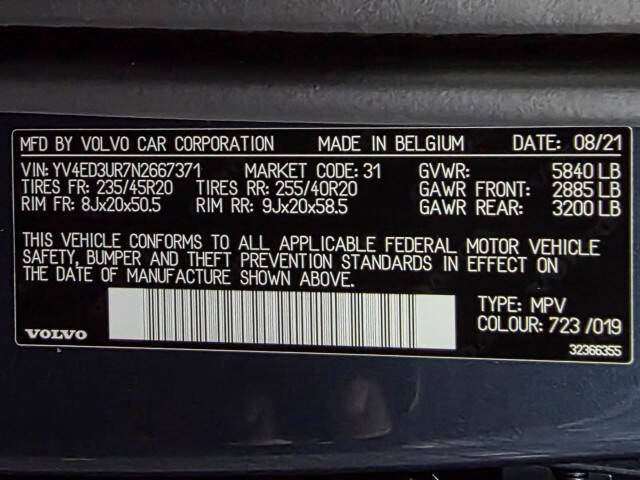 MFD BY VOLVO CAR CORPORATION MADE IN BELGIUM DATE: 08/21
VIN: YV4ED3UR7N2667371 MARKET CODE: 31 GVWR: 5840 LB
TIRES FR: 235/45R20 TIRES RR: 255/40R20 GAWR FRONT: 2885 LB
RIM FR: 8Jx20x50.5 RIM RR: 9Jx20x58.5 GAWR REAR: 3200 LB
THIS VEHICLE CONFORMS TO ALL APPLICABLE FEDERAL MOTOR VEHICLE
SAFETY, BUMPER AND THEFT PREVENTION STANDARDS IN EFFECT ON
THE DATE OF MANUFACTURE SHOWN ABOVE.
TYPE: MPV
VOLVO COLOUR: 723 /019
32366355